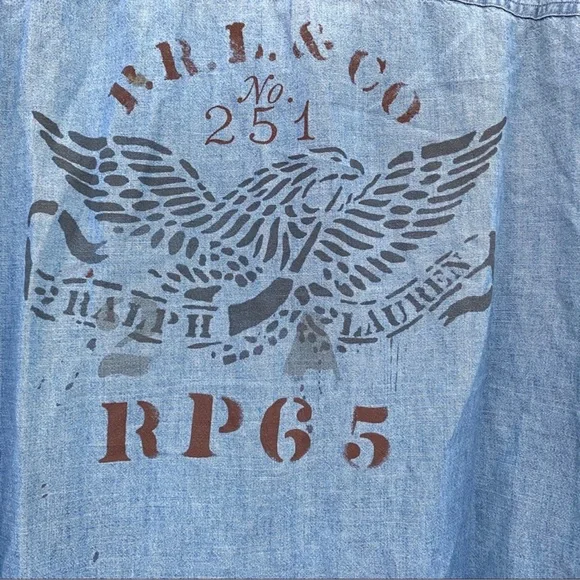 P.R.L. & CO
No.
251
RALPH LAUREN
RP65